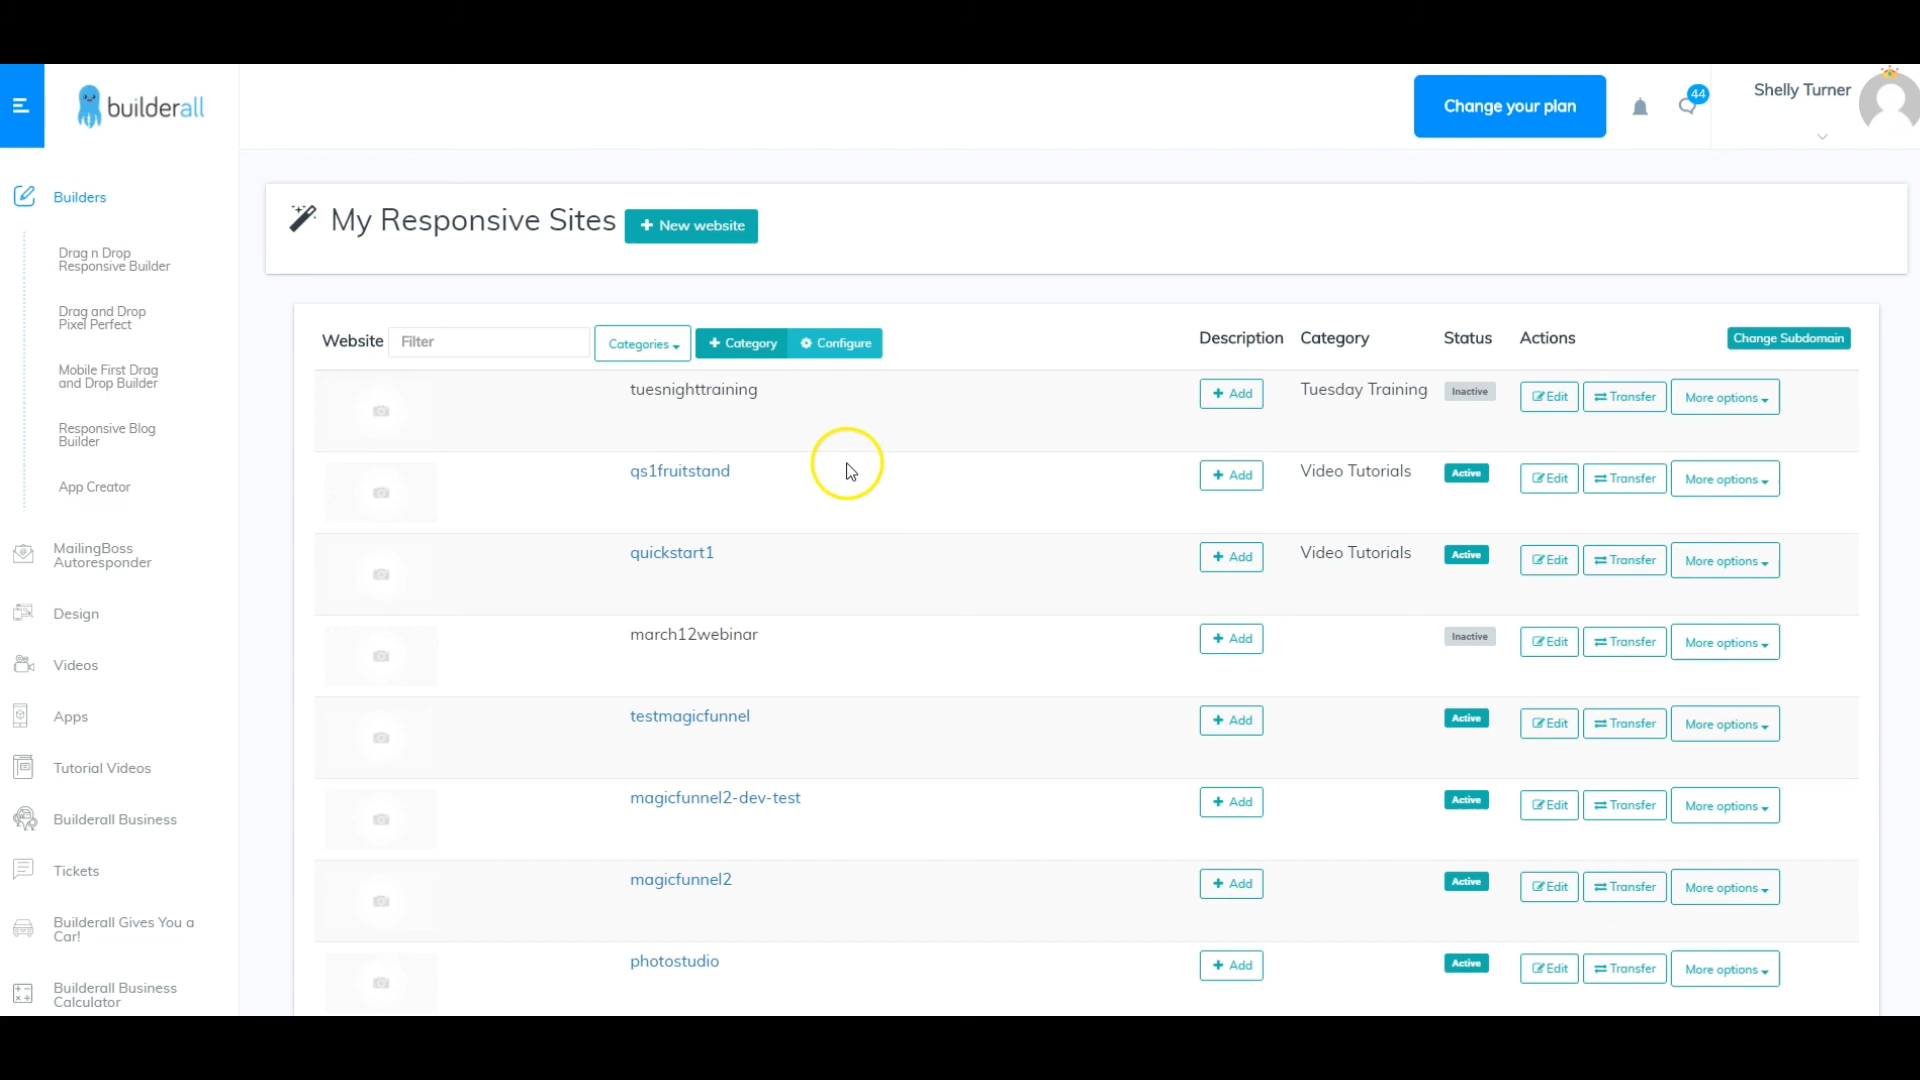 builderall
Change your plan
44
Shelly Turner
Builders
Drag n Drop
Responsive Builder
Drag and Drop
Pixel Perfect
Mobile First Drag
and Drop Builder
Responsive Blog
Builder
App Creator
MailingBoss
Autoresponder
Design
Videos
Apps
Tutorial Videos
Builderall Business
Tickets
Builderall Gives You a
Car!
Builderall Business
Calculator
My Responsive Sites + New website
Website Filter Categories + Category Configure Description Category Status Actions Change Subdomain
tuesnighttraining + Add Tuesday Training Inactive Edit Transfer More options
qs1fruitstand + Add Video Tutorials Active Edit Transfer More options
quickstart1 + Add Video Tutorials Active Edit Transfer More options
march12webinar + Add Inactive Edit Transfer More options
testmagicfunnel + Add Active Edit Transfer More options
magicfunnel2-dev-test + Add Active Edit Transfer More options
magicfunnel2 + Add Active Edit Transfer More options
photostudio + Add Active Edit Transfer More options